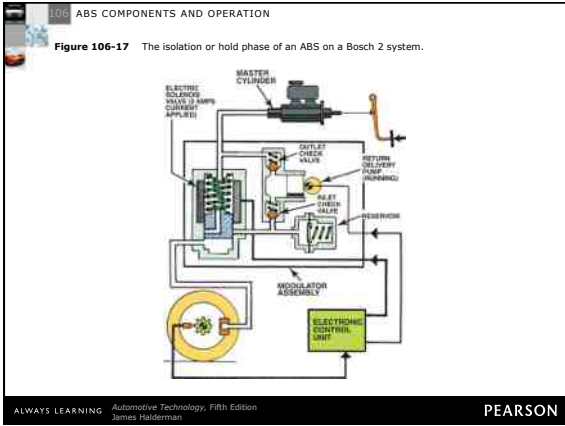 106 ABS COMPONENTS AND OPERATION
Figure 106-17 The isolation or hold phase of an ABS on a Bosch 2 system.
MASTER
CYLINDER
ELECTRIC
SOLENOID
VALVE (2 AMPS
CURRENT
APPLIED)
OUTLET
CHECK
VALVE
RETURN
DELIVERY
PUMP
(RUNNING)
INLET
CHECK
VALVE
RESERVOIR
MODULATOR
ASSEMBLY
ELECTRONIC
CONTROL
UNIT
ALWAYS LEARNING
Automotive Technology, Fifth Edition
James Halderman
PEARSON